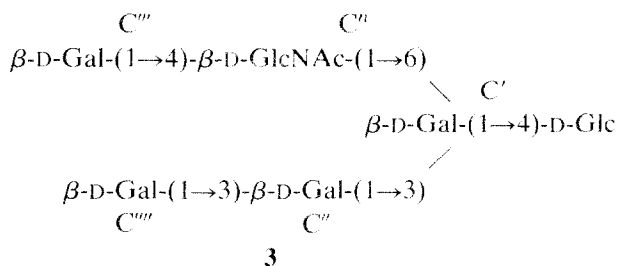 C''' C''
β-D-Gal-(1→4)-β-D-GlcNAc-(1→6)
C'
β-D-Gal-(1→4)-D-Glc
β-D-Gal-(1→3)-β-D-Gal-(1→3)
C'''' C''
3